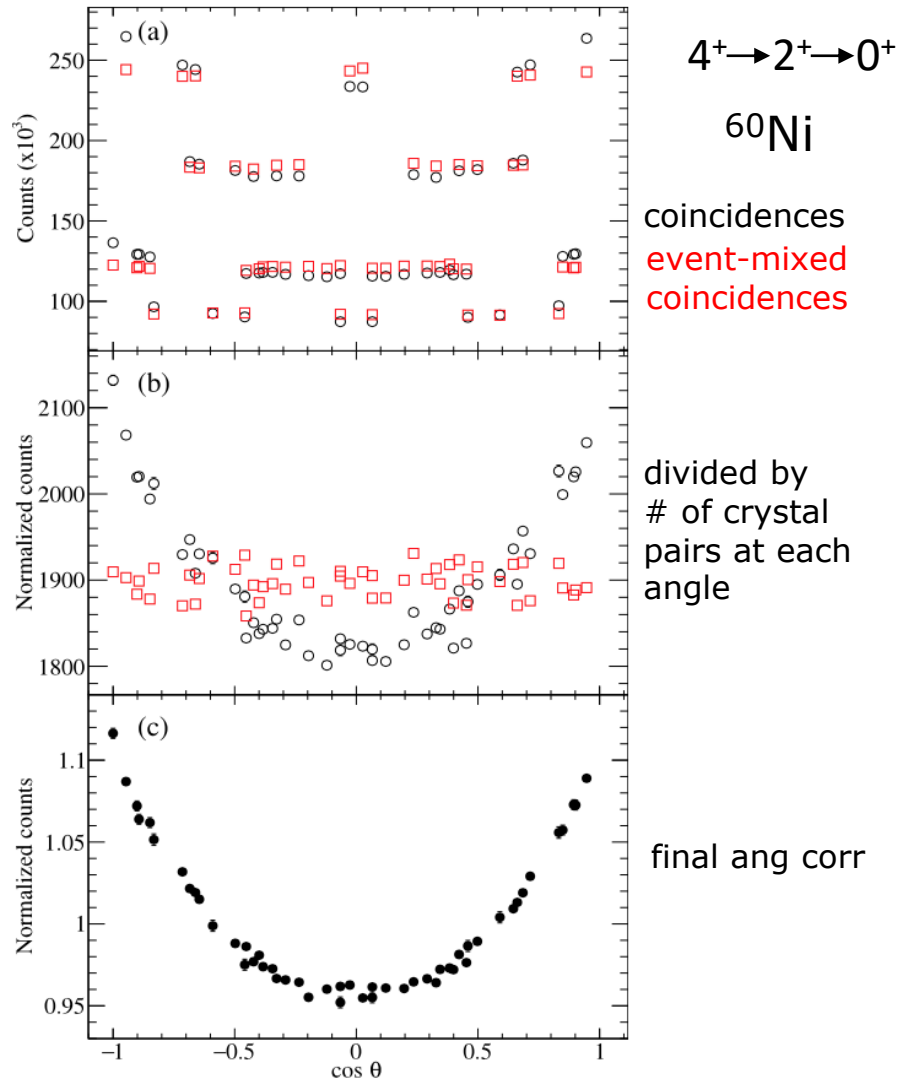 (a)
250
200
150
100
Counts (x10³)
4⁺→2⁺→0⁺
⁶⁰Ni
coincidences
event-mixed
coincidences
(b)
2100
2000
1900
1800
Normalized counts
divided by
# of crystal
pairs at each
angle
(c)
1.1
1.05
1
0.95
Normalized counts
final ang corr
−1 −0.5 0 0.5 1
cos θ